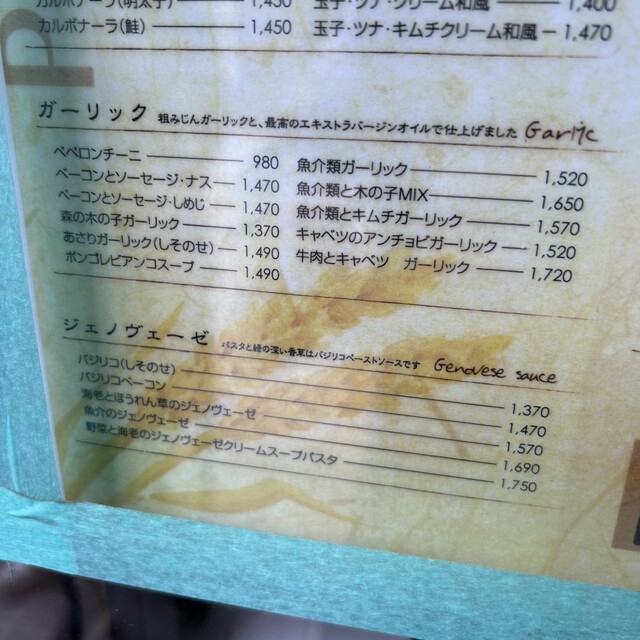 カルボナーラ(明太子) 1,450
カルボナーラ(鮭) 1,450
玉子・ツナ・クリーム和風 1,400
玉子・ツナ・キムチクリーム和風 1,470
ガーリック 粗みじんガーリックと、最高のエキストラバージンオイルで仕上げました Garlic
ペペロンチーニ 980
ベーコンとソーセージ・ナス 1,470
ベーコンとソーセージ・しめじ 1,470
森の木の子ガーリック 1,370
あさりガーリック(しそのせ) 1,490
ボンゴレビアンコスープ 1,490
魚介類ガーリック 1,520
魚介類と木の子MIX 1,650
魚介類とキムチガーリック 1,570
キャベツのアンチョビガーリック 1,520
牛肉とキャベツ ガーリック 1,720
ジェノヴェーゼ パスタと緑の深い香草はバジリコペーストソースです Genovese sauce
バジリコ(しそのせ) 1,370
バジリコベーコン 1,470
海老とほうれん草のジェノヴェーゼ 1,570
魚介のジェノヴェーゼ 1,690
野菜と海老のジェノヴェーゼクリームスープパスタ 1,750